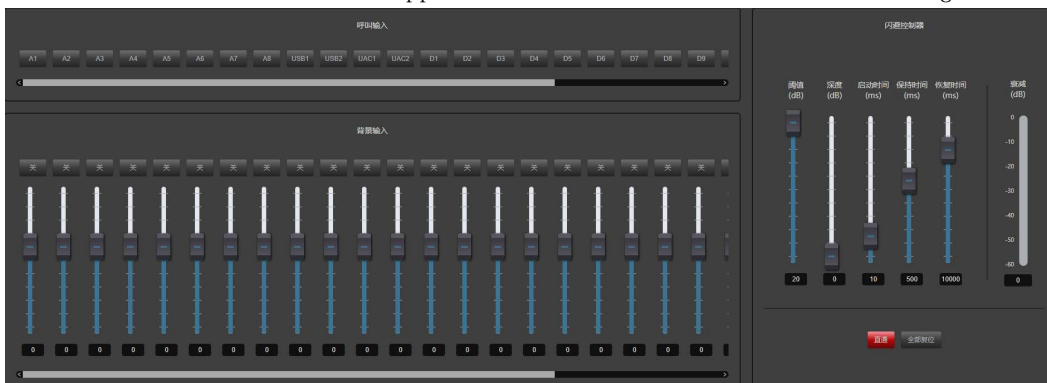 呼叫输入
A1 A2 A3 A4 A5 A6 A7 A8 USB1 USB2 UAC1 UAC2 D1 D2 D3 D4 D5 D6 D7 D8 D9
背景输入
关 关 关 关 关 关 关 关 关 关 关 关 关 关 关 关 关 关 关 关 关
0 0 0 0 0 0 0 0 0 0 0 0 0 0 0 0 0 0 0 0 0
闪避控制器
阈值 深度 启动时间 保持时间 恢复时间 衰减
(dB) (dB) (ms) (ms) (ms) (dB)
0
-10
-20
-30
-40
-50
-60
20 0 10 500 10000 0
直通 全部复位